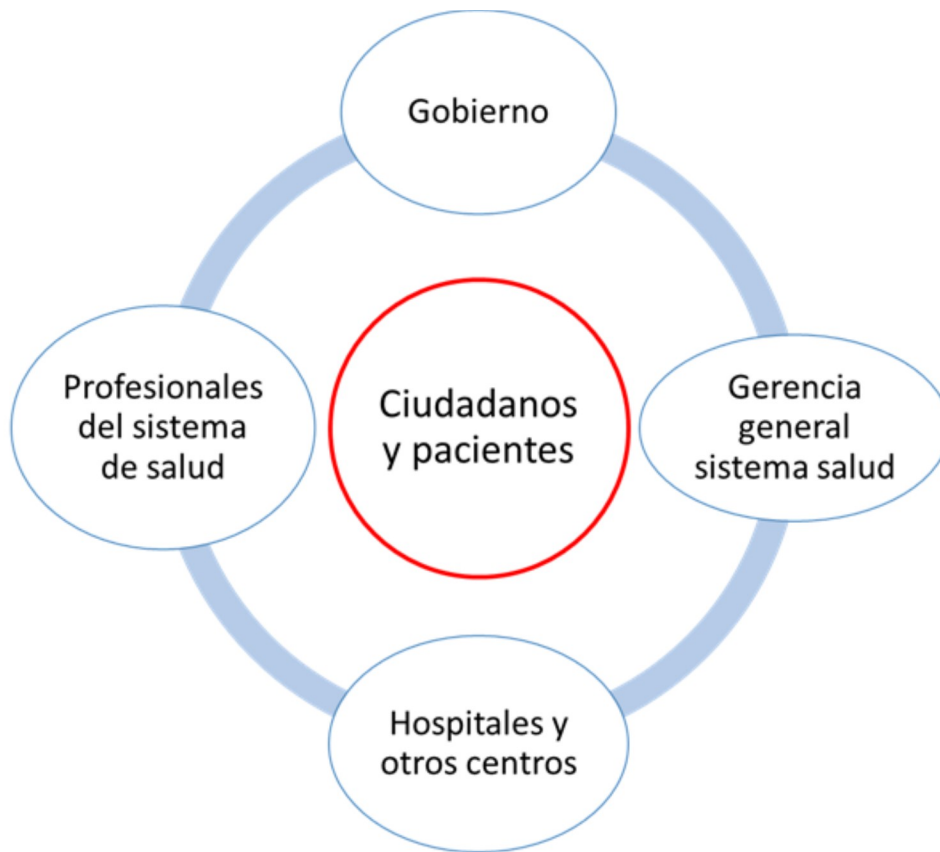 Gobierno
Profesionales
del sistema
de salud
Ciudadanos
y pacientes
Gerencia
general
sistema salud
Hospitales y
otros centros